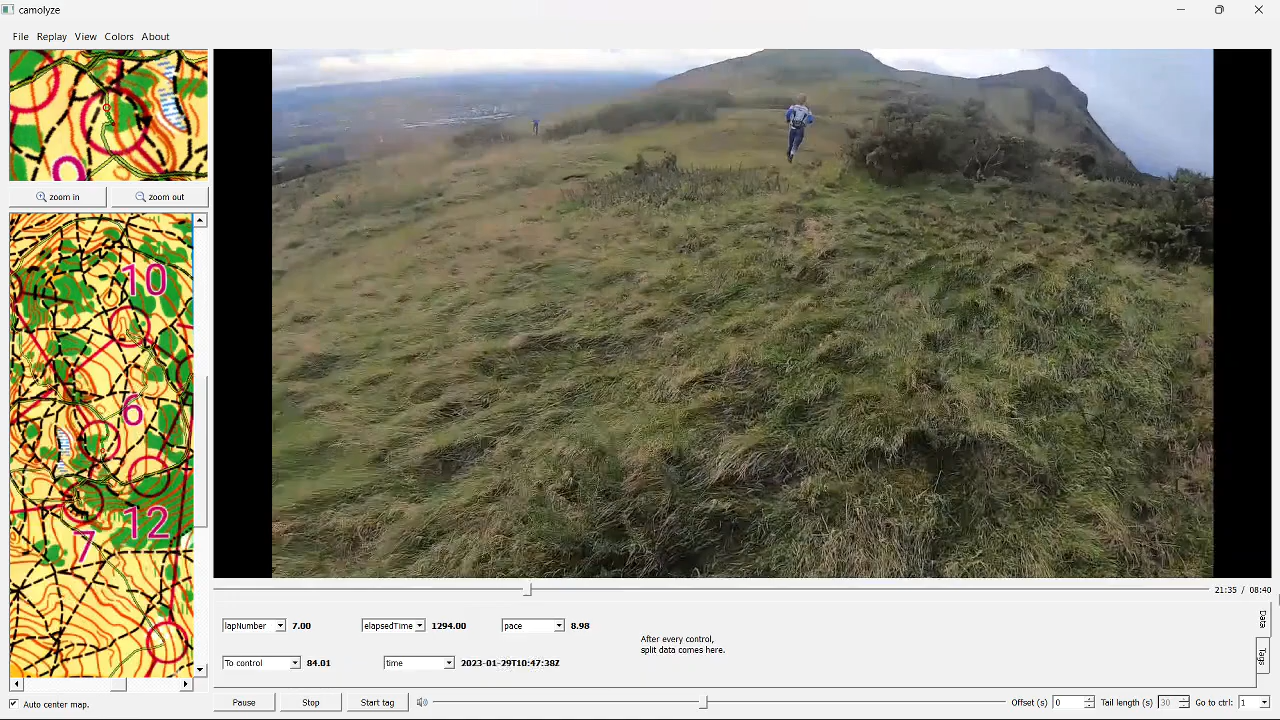 camolyze
File Replay View Colors About
zoom in zoom out
10
6
12
7
21:35 / 08:40
lapNumber 7.00 elapsedTime 1294.00 pace 8.98
After every control,
split data comes here.
To control 84.01 time 2023-01-29T10:47:38Z
Data
Tags
Auto center map.
Pause Stop Start tag Offset (s) 0 Tail length (s) 30 Go to ctrl: 1